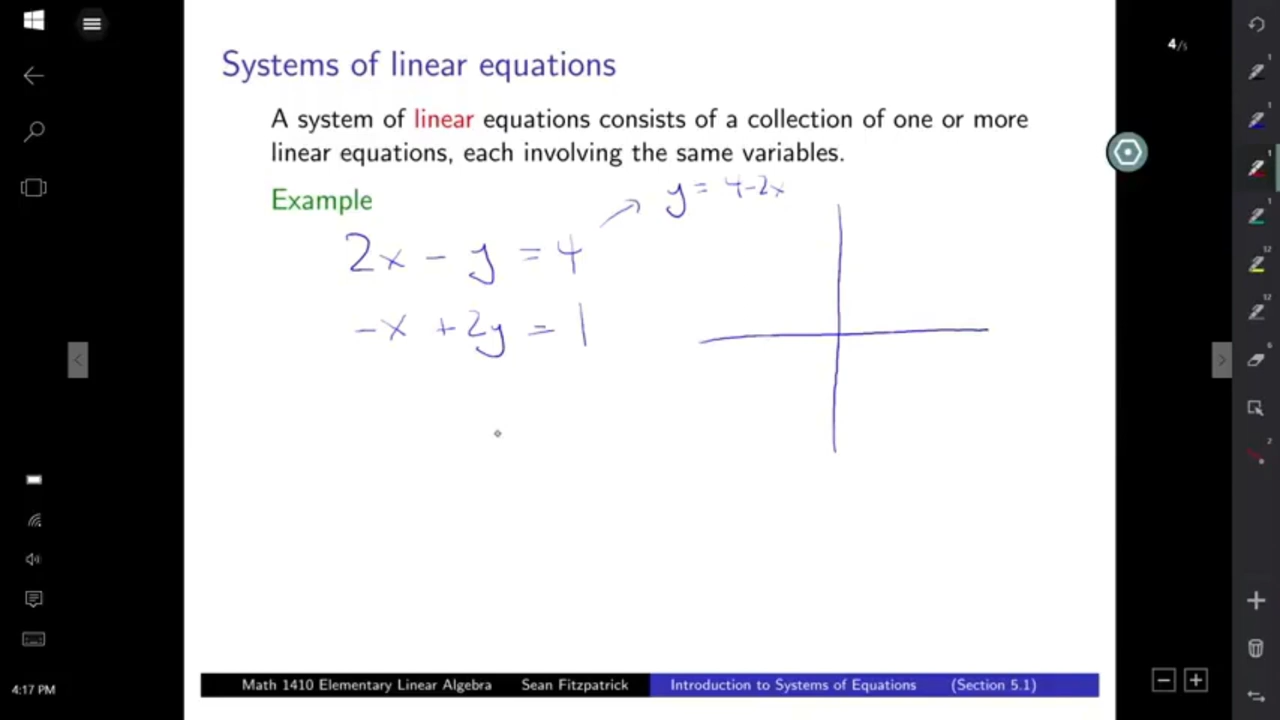 4/5
Systems of linear equations
A system of linear equations consists of a collection of one or more
linear equations, each involving the same variables.
Example
y = 4-2x
2x - y = 4
-x + 2y = 1
Math 1410 Elementary Linear Algebra Sean Fitzpatrick Introduction to Systems of Equations (Section 5.1)
4:17 PM